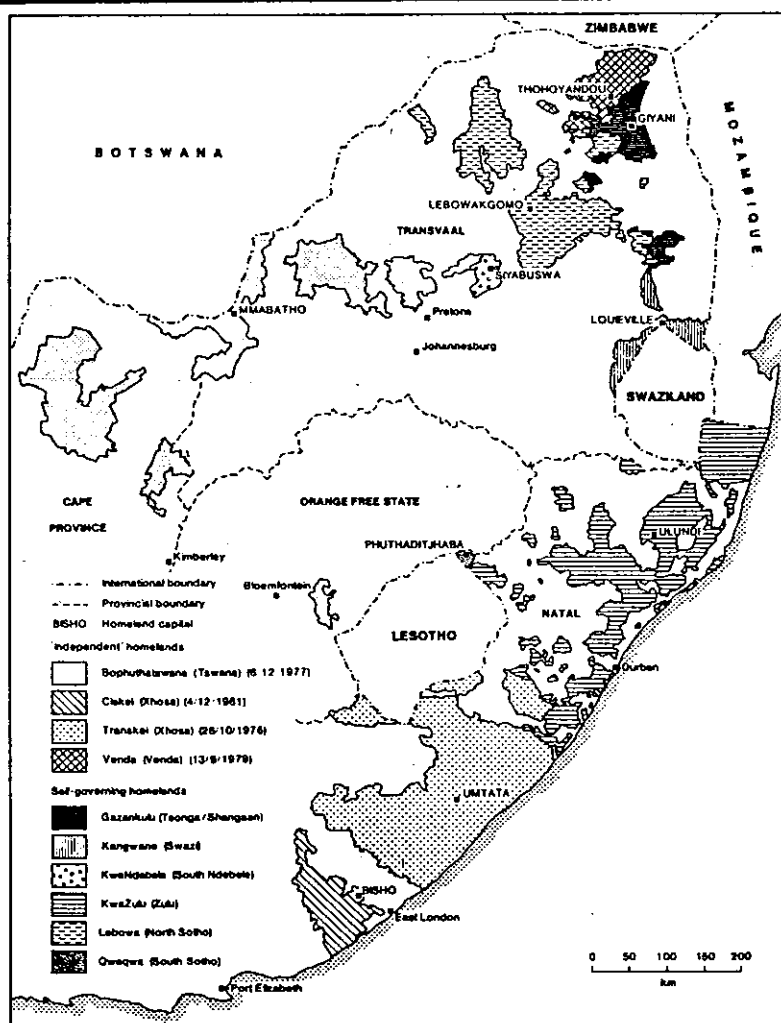 ZIMBABWE
THOHOYANDOU
GIYANI
MOZAMBIQUE
BOTSWANA
LEBOWAKGOMO
TRANSVAAL
SIYABUSWA
MMABATHO
Pretoria
LOUIEVILLE
Johannesburg
SWAZILAND
CAPE
PROVINCE
ORANGE FREE STATE
ULUNDI
PHUTHADITJHABA
Kimberley
Bloemfontein
NATAL
LESOTHO
Durban
UMTATA
BISHO
East London
Port Elizabeth
International boundary
Provincial boundary
BISHO Homeland capital
'Independent' homelands
Bophuthatswana (Tswana) (6 12 1977)
Ciskei (Xhosa) (4/12/1981)
Transkei (Xhosa) (26/10/1976)
Venda (Venda) (13/9/1979)
Self-governing homelands
Gazankulu (Tsonga/Shangaan)
Kangwane (Swazi)
KwaNdebele (South Ndebele)
KwaZulu (Zulu)
Lebowa (North Sotho)
Qwaqwa (South Sotho)
0 50 100 150 200
km